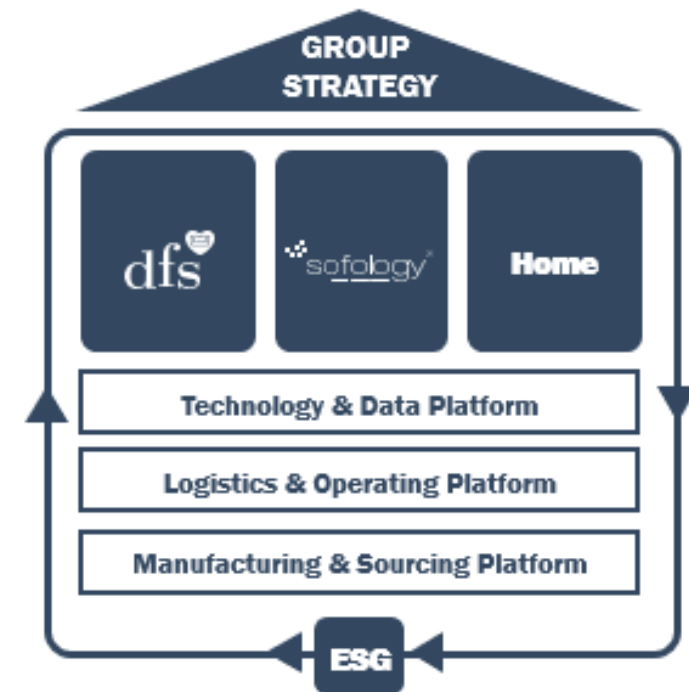 GROUP
STRATEGY
dfs
sofology
Home
Technology & Data Platform
Logistics & Operating Platform
Manufacturing & Sourcing Platform
ESG